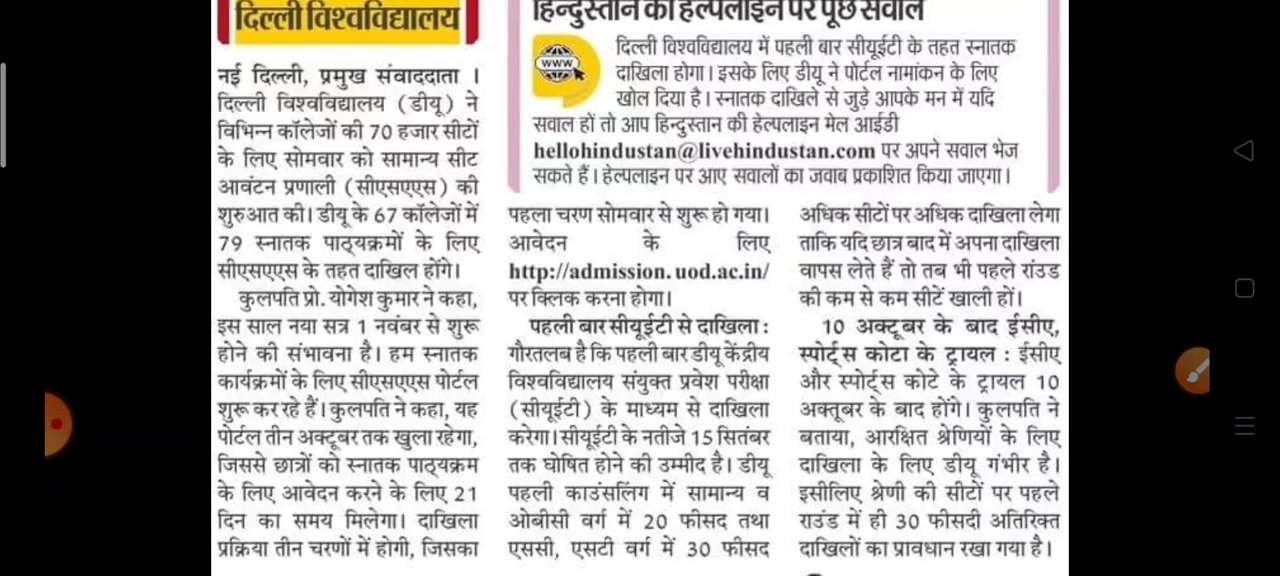 दिल्ली विश्वविद्यालय
नई दिल्ली, प्रमुख संवाददाता ।
दिल्ली विश्वविद्यालय (डीयू) ने
विभिन्न कॉलेजों की 70 हजार सीटों
के लिए सोमवार को सामान्य सीट
आवंटन प्रणाली (सीएसएएस) की
शुरुआत की। डीयू के 67 कॉलेजों में
79 स्नातक पाठ्यक्रमों के लिए
सीएसएएस के तहत दाखिल होंगे।
कुलपति प्रो. योगेश कुमार ने कहा,
इस साल नया सत्र 1 नवंबर से शुरू
होने की संभावना है। हम स्नातक
कार्यक्रमों के लिए सीएसएएस पोर्टल
शुरू कर रहे हैं। कुलपति ने कहा, यह
पोर्टल तीन अक्टूबर तक खुला रहेगा,
जिससे छात्रों को स्नातक पाठ्यक्रम
के लिए आवेदन करने के लिए 21
दिन का समय मिलेगा। दाखिला
प्रक्रिया तीन चरणों में होगी, जिसका
हिन्दुस्तान की हेल्पलाइन पर पूछें सवाल
www
दिल्ली विश्वविद्यालय में पहली बार सीयूईटी के तहत स्नातक
दाखिला होगा। इसके लिए डीयू ने पोर्टल नामांकन के लिए
खोल दिया है। स्नातक दाखिले से जुड़े आपके मन में यदि
सवाल हों तो आप हिन्दुस्तान की हेल्पलाइन मेल आईडी
hellohindustan@livehindustan.com पर अपने सवाल भेज
सकते हैं। हेल्पलाइन पर आए सवालों का जवाब प्रकाशित किया जाएगा।
पहला चरण सोमवार से शुरू हो गया।
आवेदन के लिए
http://admission.uod.ac.in/
पर क्लिक करना होगा।
पहली बार सीयूईटी से दाखिला :
गौरतलब है कि पहली बार डीयू केंद्रीय
विश्वविद्यालय संयुक्त प्रवेश परीक्षा
(सीयूईटी) के माध्यम से दाखिला
करेगा। सीयूईटी के नतीजे 15 सितंबर
तक घोषित होने की उम्मीद है। डीयू
पहली काउंसलिंग में सामान्य व
ओबीसी वर्ग में 20 फीसद तथा
एससी, एसटी वर्ग में 30 फीसद
अधिक सीटों पर अधिक दाखिला लेगा
ताकि यदि छात्र बाद में अपना दाखिला
वापस लेते हैं तो तब भी पहले रांउड
की कम से कम सीटें खाली हों।
10 अक्टूबर के बाद ईसीए,
स्पोर्ट्स कोटा के ट्रायल : ईसीए
और स्पोर्ट्स कोटे के ट्रायल 10
अक्तूबर के बाद होंगे। कुलपति ने
बताया, आरक्षित श्रेणियों के लिए
दाखिला के लिए डीयू गंभीर है।
इसीलिए श्रेणी की सीटों पर पहले
राउंड में ही 30 फीसदी अतिरिक्त
दाखिलों का प्रावधान रखा गया है।